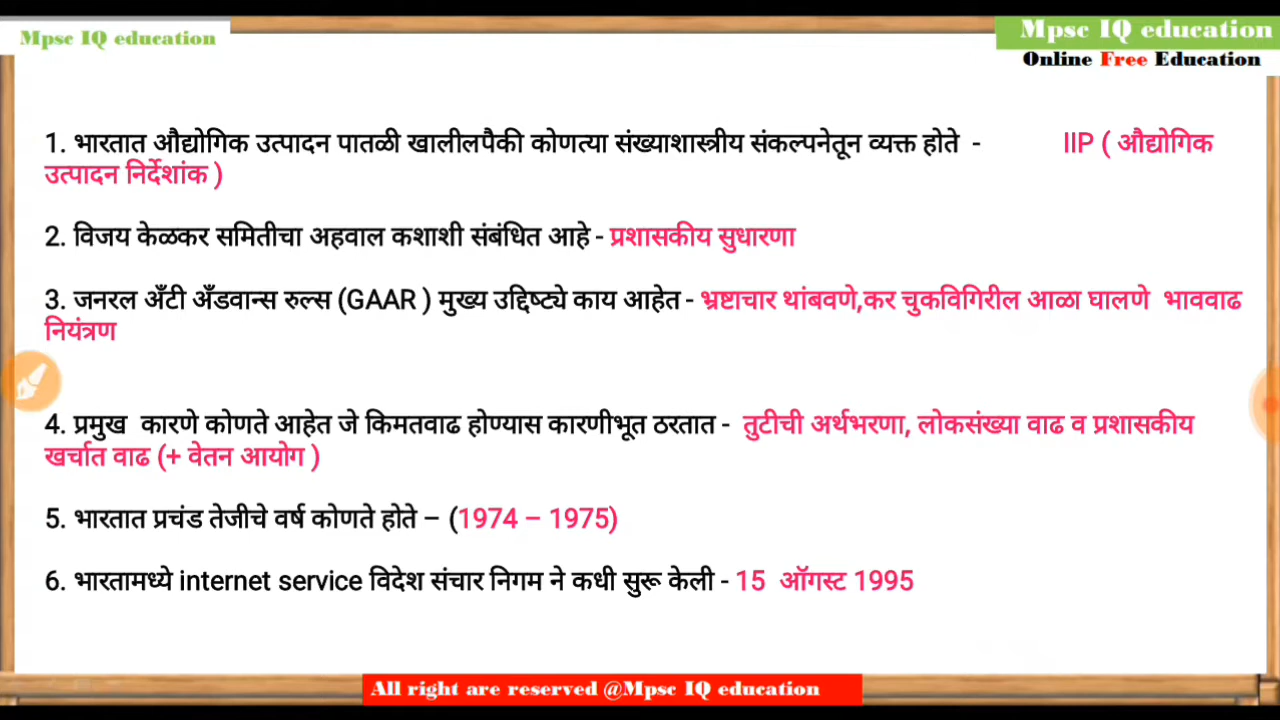 Mpsc IQ education
Mpsc IQ education
Online Free Education
1. भारतात औद्योगिक उत्पादन पातळी खालीलपैकी कोणत्या संख्याशास्त्रीय संकल्पनेतून व्यक्त होते - IIP ( औद्योगिक
उत्पादन निर्देशांक )
2. विजय केळकर समितीचा अहवाल कशाशी संबंधित आहे - प्रशासकीय सुधारणा
3. जनरल अँटी अँडवान्स रुल्स (GAAR ) मुख्य उद्दिष्ट्ये काय आहेत - भ्रष्टाचार थांबवणे,कर चुकविगिरील आळा घालणे भाववाढ
नियंत्रण
4. प्रमुख कारणे कोणते आहेत जे किमतवाढ होण्यास कारणीभूत ठरतात - तुटीची अर्थभरणा, लोकसंख्या वाढ व प्रशासकीय
खर्चात वाढ (+ वेतन आयोग )
5. भारतात प्रचंड तेजीचे वर्ष कोणते होते – (1974 – 1975)
6. भारतामध्ये internet service विदेश संचार निगम ने कधी सुरू केली - 15 ऑगस्ट 1995
All right are reserved @Mpsc IQ education